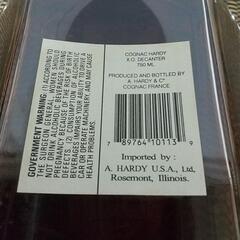 COGNAC HARDY
X.O. DECANTER
750 ML
PRODUCED AND BOTTLED BY
A. HARDY & Cº
COGNAC FRANCE
7 89764 10113 9
Imported by :
A. HARDY U.S.A., Ltd,
Rosemont, Illinois.
GOVERNMENT WARNING: (1) ACCORDING TO
THE SURGEON GENERAL, WOMEN SHOULD
NOT DRINK ALCOHOLIC BEVERAGES DURING
PREGNANCY BECAUSE OF THE RISK OF BIRTH
DEFECTS. (2) CONSUMPTION OF ALCOHOLIC
BEVERAGES IMPAIRS YOUR ABILITY TO DRIVE A
CAR OR OPERATE MACHINERY, AND MAY CAUSE
HEALTH PROBLEMS.